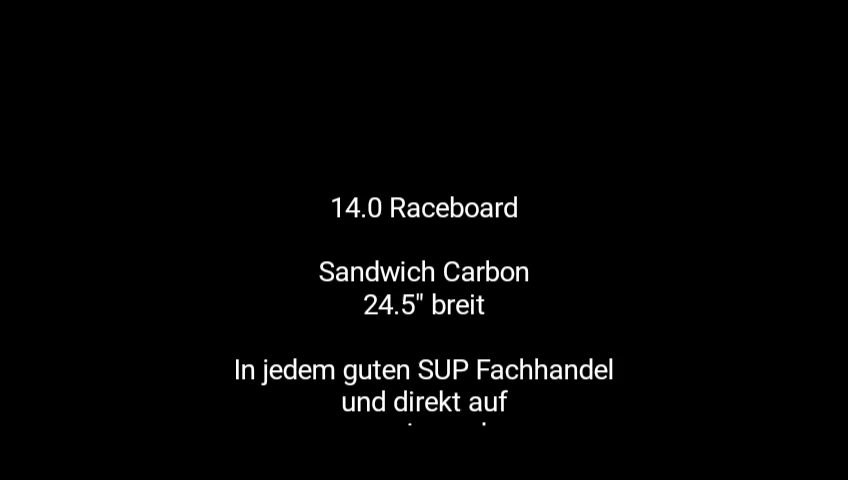 14.0 Raceboard
Sandwich Carbon
24.5" breit
In jedem guten SUP Fachhandel
und direkt auf